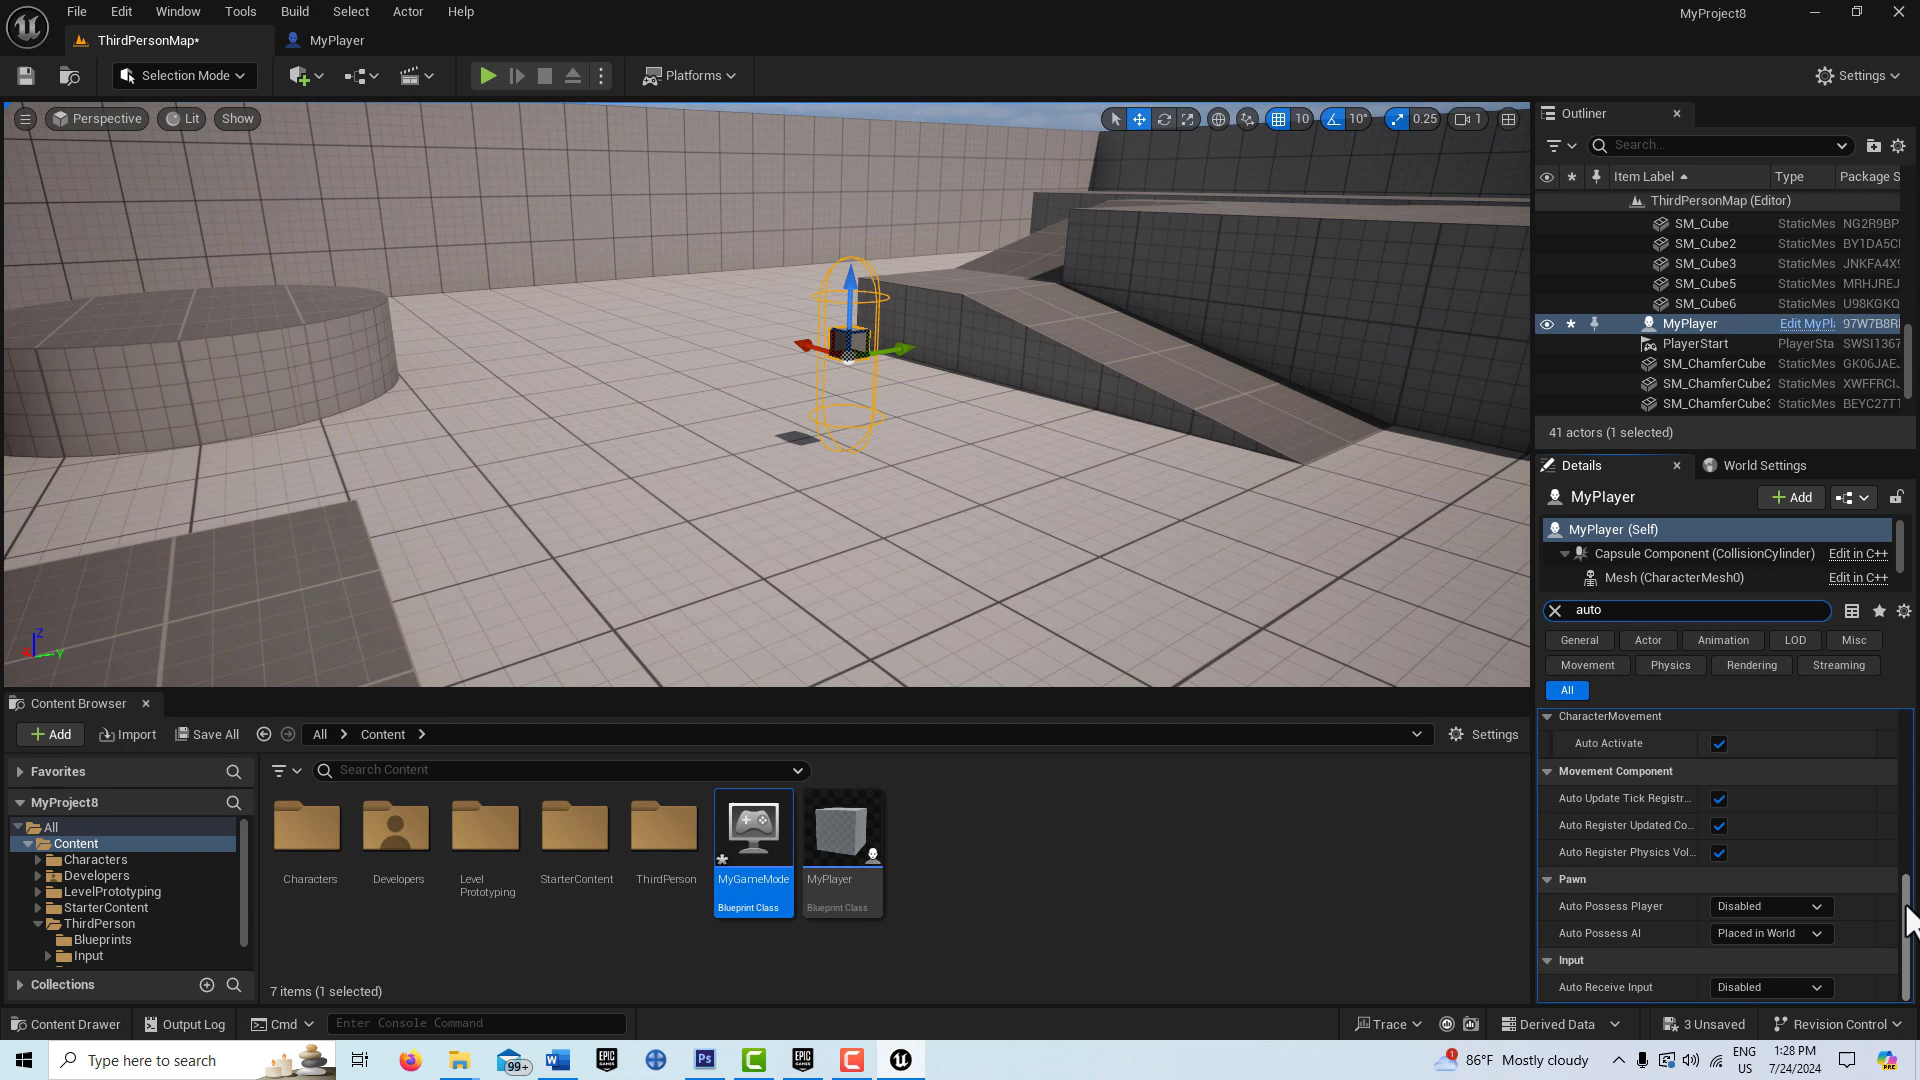 File Edit Window Tools Build Select Actor Help
MyProject8
ThirdPersonMap*
MyPlayer
Selection Mode
Platforms
Settings
Perspective
Lit
Show
10
10°
0.25
1
Z
Y
Outliner
Search...
Item Label
Type
Package S
ThirdPersonMap (Editor)
SM_Cube StaticMes NG2R9BP
SM_Cube2 StaticMes
SM_Cube3 StaticMes
SM_Cube5 StaticMes
SM_Cube6 StaticMes U98KGKQ
MyPlayer Edit MyPl
PlayerStart PlayerSta SWSI1367
SM_ChamferCube StaticMes
SM_ChamferCube2 StaticMes
SM_ChamferCube3 StaticMes
41 actors (1 selected)
Details
World Settings
MyPlayer
Add
MyPlayer (Self)
Capsule Component (CollisionCylinder) Edit in C++
Mesh (CharacterMesh0) Edit in C++
auto
General Actor Animation LOD Misc
Movement Physics Rendering Streaming
All
CharacterMovement
Auto Activate
Movement Component
Auto Update Tick Registr...
Auto Register Updated Co...
Auto Register Physics Vol...
Pawn
Auto Possess Player Disabled
Auto Possess AI Placed in World
Input
Auto Receive Input Disabled
Content Browser
Add
Import
Save All
All
Content
Settings
Favorites
MyProject8
All
Content
Characters
Developers
LevelPrototyping
StarterContent
ThirdPerson
Blueprints
Input
Collections
Search Content
Characters
Developers
Level
Prototyping
StarterContent
ThirdPerson
MyGameMode
Blueprint Class
MyPlayer
Blueprint Class
7 items (1 selected)
Content Drawer
Output Log
Cmd
Enter Console Command
Trace
Derived Data
3 Unsaved
Revision Control
Type here to search
99+
W
EPIC
GAMES
Ps
EPIC
GAMES
1
86°F Mostly cloudy
ENG
US
1:28 PM
7/24/2024
PRE